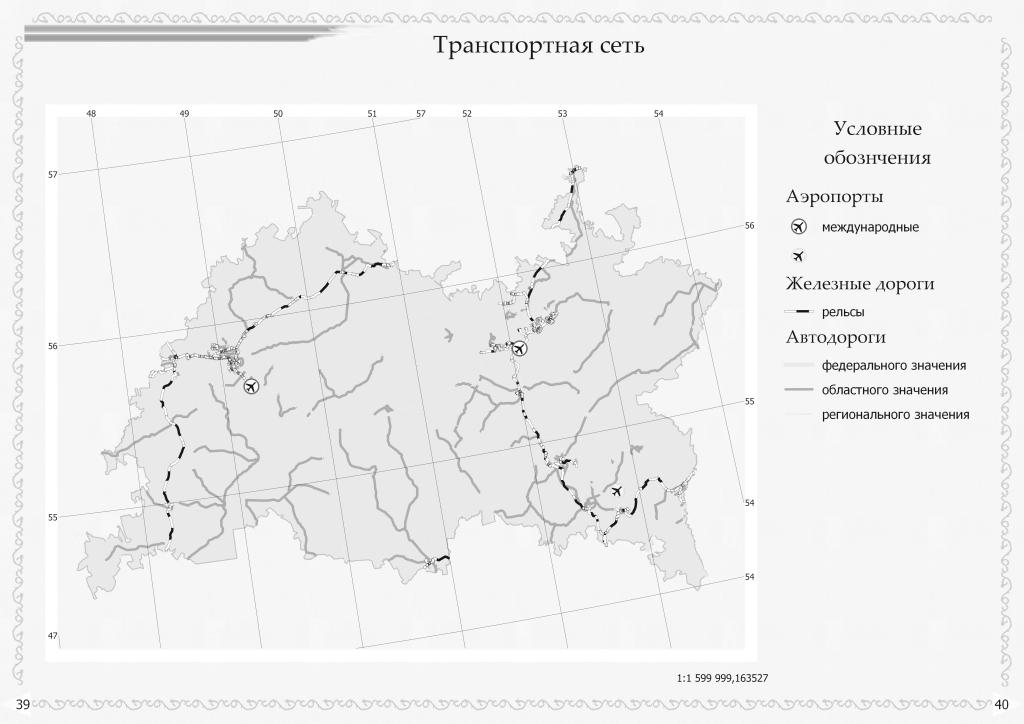 Транспортная сеть
48 49 50 51 57 52 53 54
57
56
56
55
55
54
54
47
Условные
обознчения
Аэропорты
международные
Железные дороги
рельсы
Автодороги
федерального значения
областного значения
регионального значения
1:1 599 999,163527
39
40